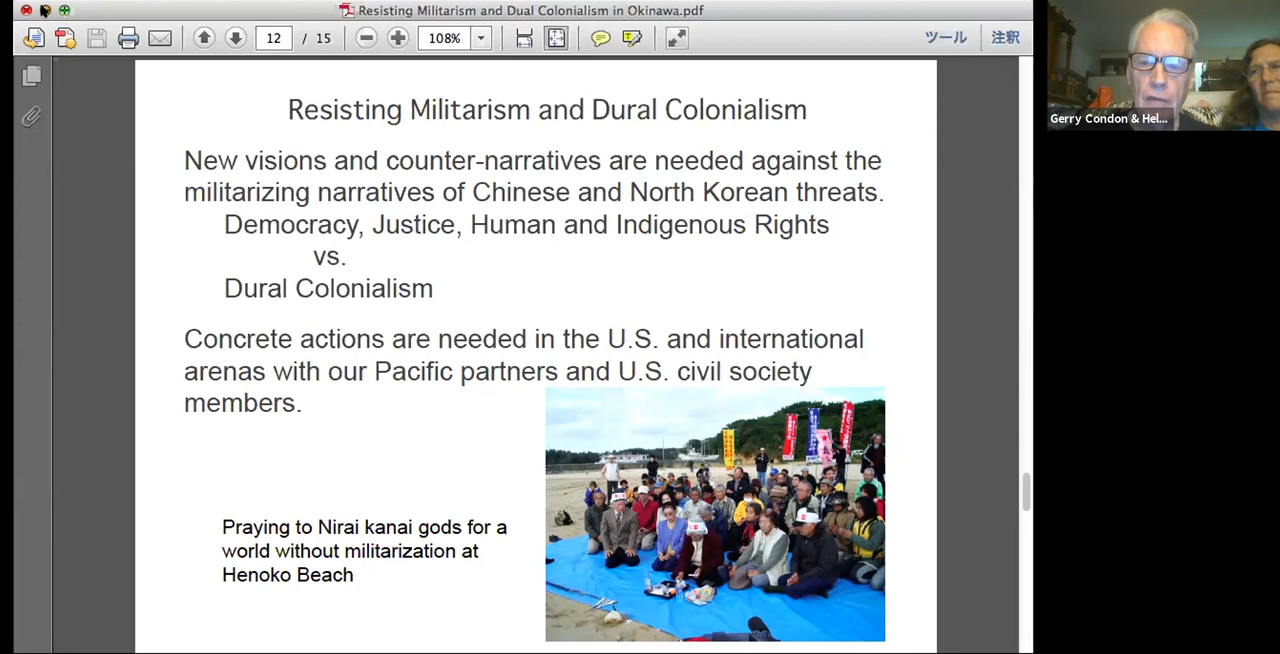 Resisting Militarism and Dual Colonialism in Okinawa.pdf
12 / 15
108%
ツール
注釈
Resisting Militarism and Dural Colonialism
New visions and counter-narratives are needed against the
militarizing narratives of Chinese and North Korean threats.
Democracy, Justice, Human and Indigenous Rights
vs.
Dural Colonialism
Concrete actions are needed in the U.S. and international
arenas with our Pacific partners and U.S. civil society
members.
Praying to Nirai kanai gods for a
world without militarization at
Henoko Beach
Gerry Condon & Hel...